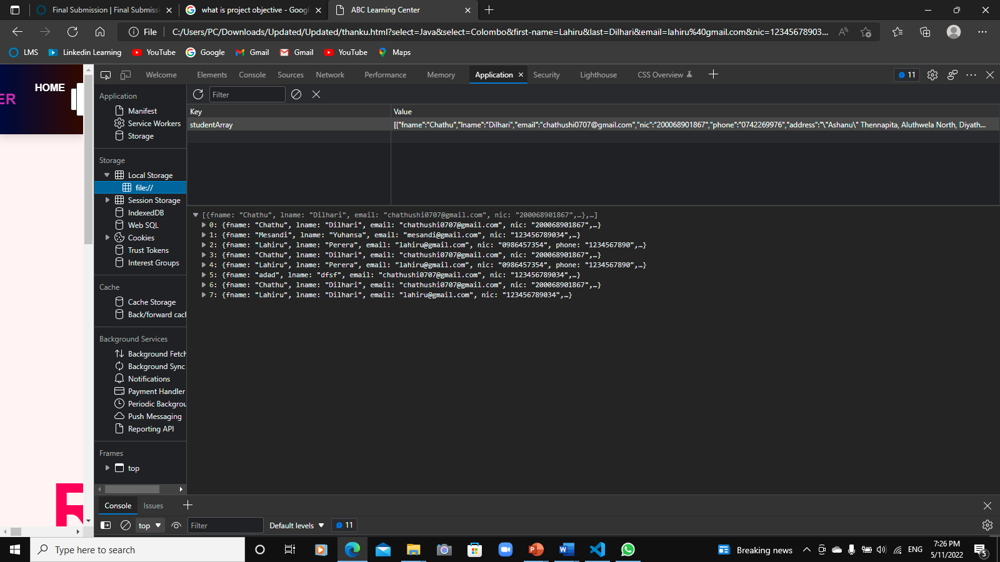 Final Submission | Final Submiss
what is project objective - Goog
ABC Learning Center
File
C:/Users/PC/Downloads/Updated/Updated/thanku.html?select=Java&select=Colombo&first-name=Lahiru&last=Dilhari&email=lahiru%40gmail.com&nic=12345678903...
LMS
Linkedin Learning
YouTube
Google
Gmail
Gmail
YouTube
Maps
HOME
ER
Welcome
Elements
Console
Sources
Network
Performance
Memory
Application
Security
Lighthouse
CSS Overview
11
Application
Manifest
Service Workers
Storage
Storage
Local Storage
file://
Session Storage
IndexedDB
Web SQL
Cookies
Trust Tokens
Interest Groups
Cache
Cache Storage
Back/forward cacl
Background Services
Background Fetch
Background Sync
Notifications
Payment Handler
Periodic Backgrou
Push Messaging
Reporting API
Frames
top
Filter
Key
Value
studentArray
[{"fname":"Chathu","lname":"Dilhari","email":"chathushi0707@gmail.com","nic":"200068901867","phone":"0742269976","address":"\"Ashanu\" Thennapita, Aluthwela North, Diyath...
[{fname: "Chathu", lname: "Dilhari", email: "chathushi0707@gmail.com", nic: "200068901867",…},…]
0: {fname: "Chathu", lname: "Dilhari", email: "chathushi0707@gmail.com", nic: "200068901867",…}
1: {fname: "Mesandi", lname: "Yuhansa", email: "mesandi@gmail.com", nic: "123456789034",…}
2: {fname: "Lahiru", lname: "Perera", email: "lahiru@gmail.com", nic: "0986457354", phone: "1234567890",…}
3: {fname: "Chathu", lname: "Dilhari", email: "chathushi0707@gmail.com", nic: "200068901867",…}
4: {fname: "Lahiru", lname: "Perera", email: "lahiru@gmail.com", nic: "0986457354", phone: "1234567890",…}
5: {fname: "adad", lname: "dfsf", email: "chathushi0707@gmail.com", nic: "123456789034",…}
6: {fname: "Chathu", lname: "Dilhari", email: "chathushi0707@gmail.com", nic: "200068901867",…}
7: {fname: "Lahiru", lname: "Dilhari", email: "lahiru@gmail.com", nic: "123456789034",…}
R
Console
Issues
top
Filter
Default levels
11
Type here to search
Breaking news
ENG
7:26 PM
5/11/2022
5